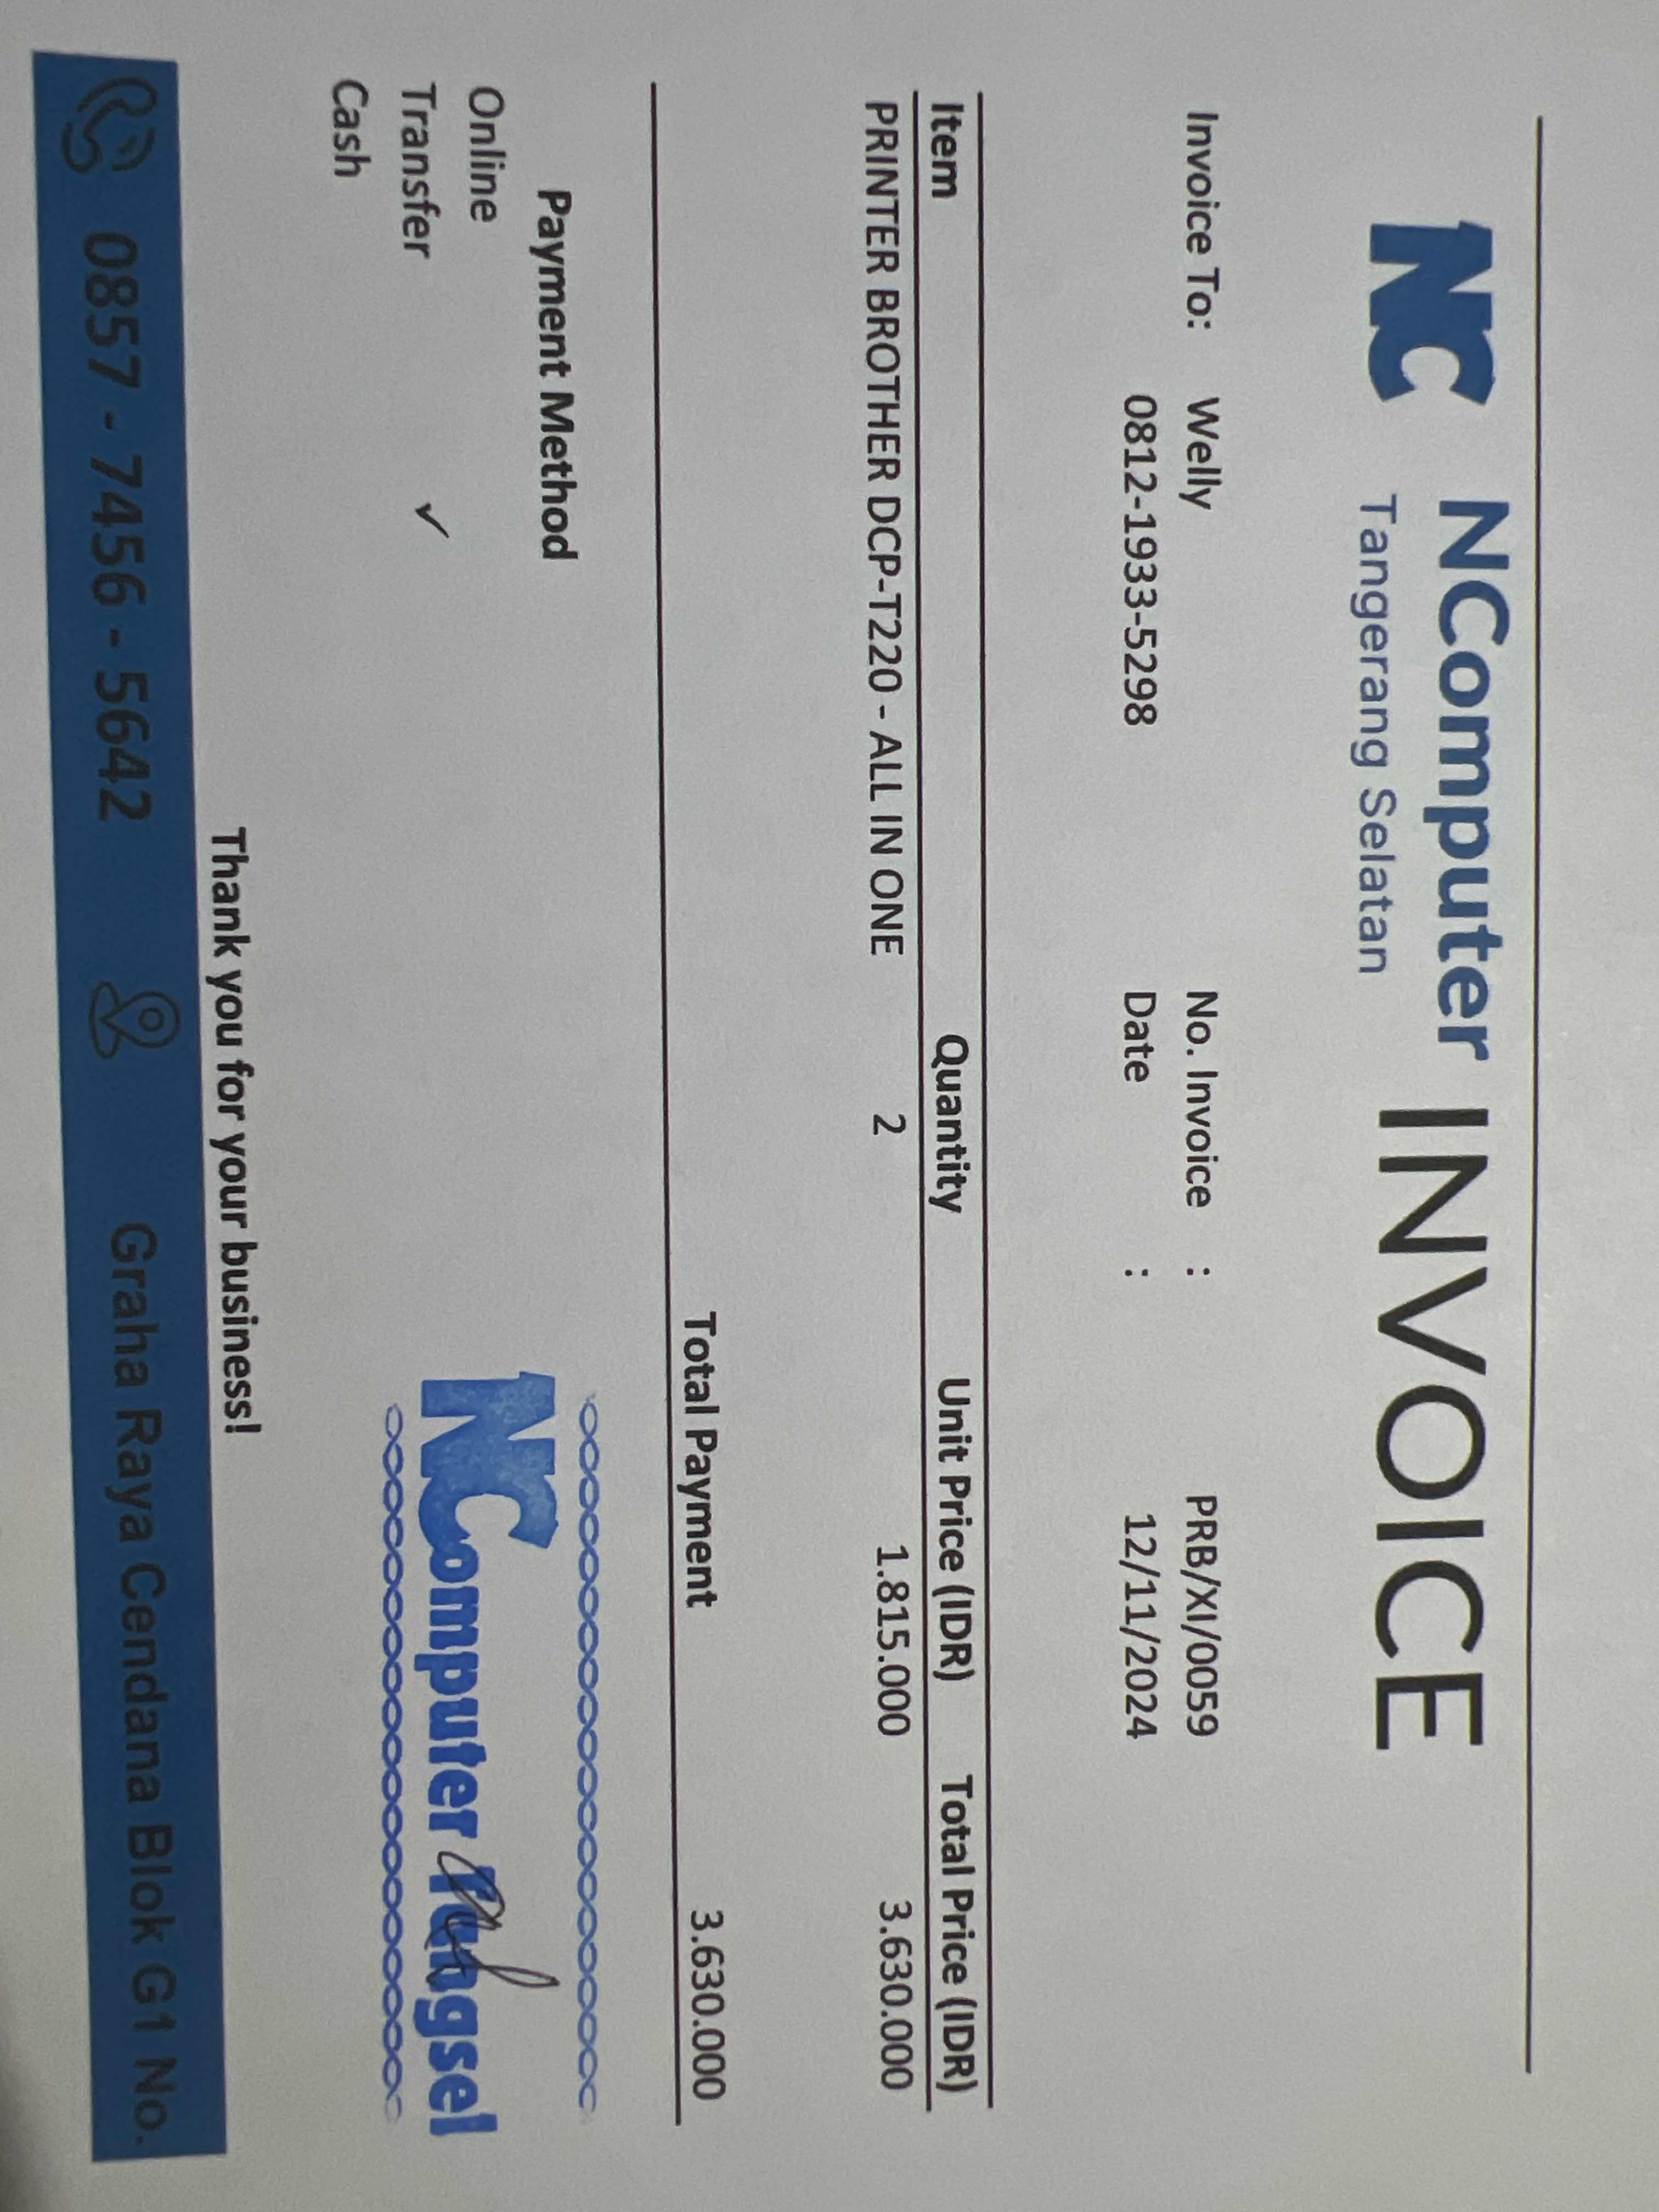 NC NComputer INVOICE
Tangerang Selatan
Invoice To: Welly No. Invoice : PRB/XI/0059
0812-1933-5298 Date : 12/11/2024
Item Quantity Unit Price (IDR) Total Price (IDR)
PRINTER BROTHER DCP-T220 - ALL IN ONE 2 1.815.000 3.630.000
Total Payment 3.630.000
Payment Method
Online
Transfer ✓
Cash
NComputer Tangsel
Thank you for your business!
0857 - 7456 - 5642 Graha Raya Cendana Blok G1 No.